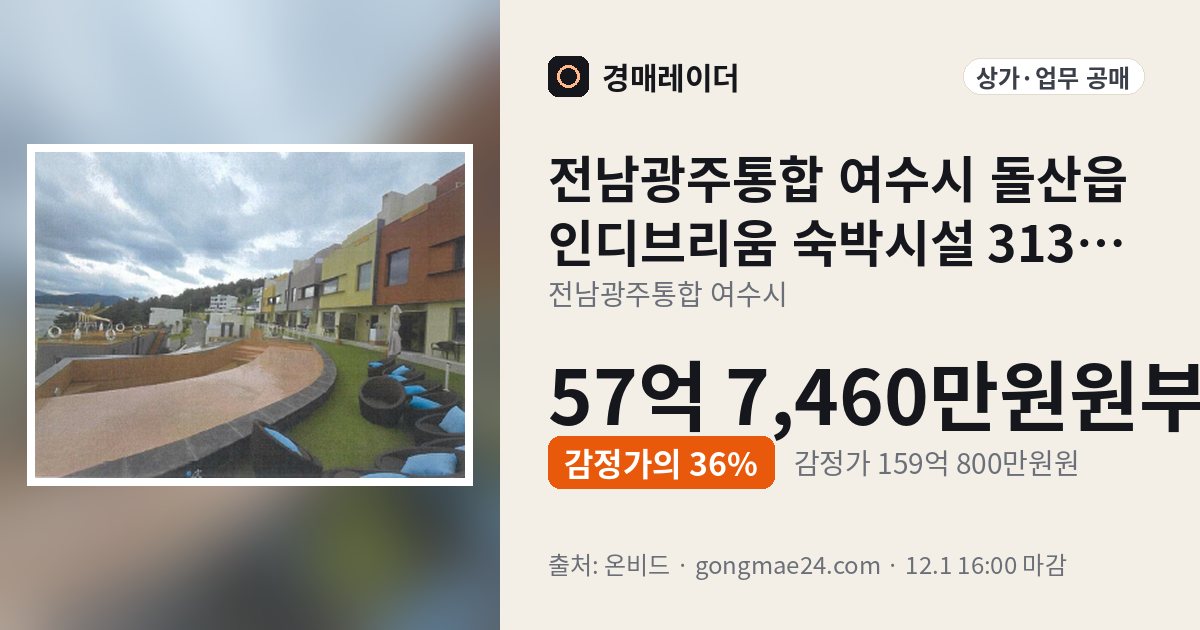 경매레이더
상가·업무 공매
전남광주통합 여수시 돌산읍
인디브리움 숙박시설 313…
전남광주통합 여수시
57억 7,460만원원부
감정가의 36%
감정가 159억 800만원원
출처: 온비드 · gongmae24.com · 12.1 16:00 마감